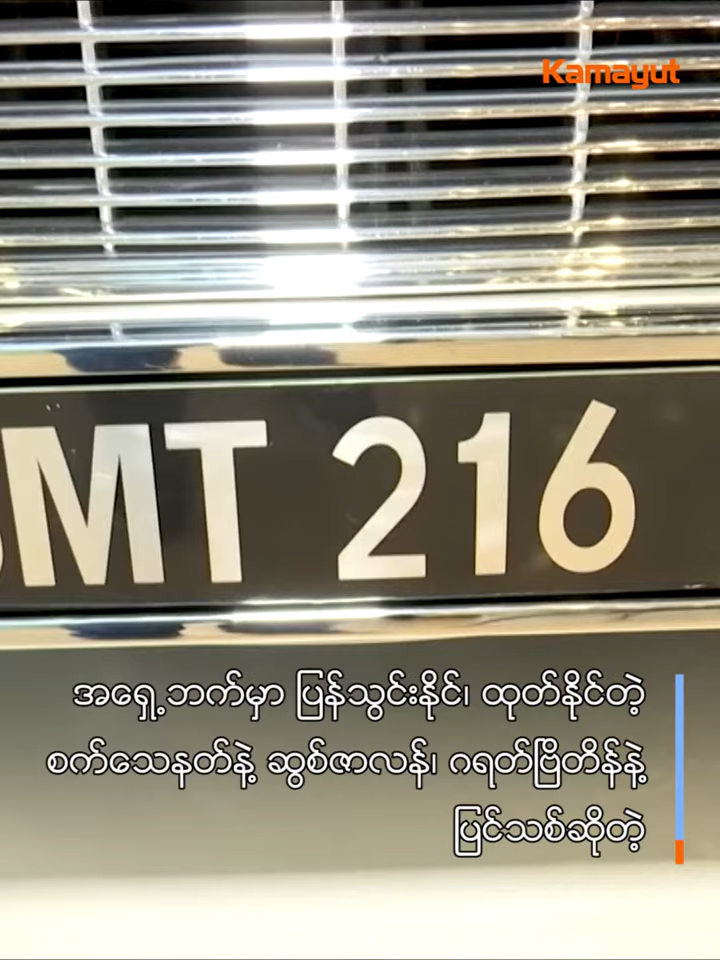 Kamayut
MT 216
အရှေ့ဘက်မှာ ပြန်သွင်းနိုင်၊ ထုတ်နိုင်တဲ့
စက်သေနတ်နဲ့ ဆွစ်ဇာလန်၊ ဂရတ်ဗြိတိန်နဲ့
ပြင်သစ်ဆိုတဲ့